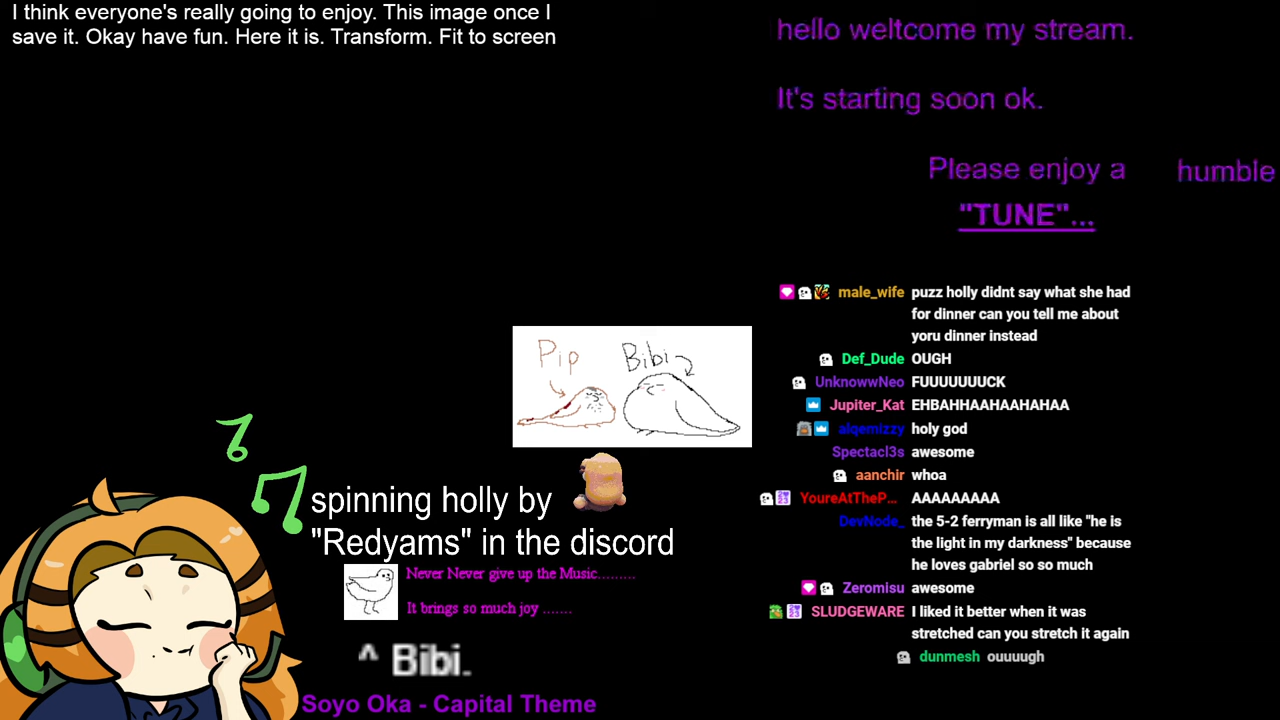 I think everyone's really going to enjoy. This image once I
save it. Okay have fun. Here it is. Transform. Fit to screen
hello weltcome my stream.
It's starting soon ok.
Please enjoy a humble
"TUNE"...
male_wife puzz holly didnt say what she had
for dinner can you tell me about
yoru dinner instead
Def_Dude OUGH
UnknowwNeo FUUUUUUUCK
Jupiter_Kat EHBAHHAAHAAHAHAA
alqemizzy holy god
Spectacl3s awesome
aanchir whoa
YoureAtTheP... AAAAAAAAA
DevNode_ the 5-2 ferryman is all like "he is
the light in my darkness" because
he loves gabriel so so much
Zeromisu awesome
SLUDGEWARE I liked it better when it was
stretched can you stretch it again
dunmesh ouuuugh
Pip Bibi
spinning holly by
"Redyams" in the discord
Never Never give up the Music.........
It brings so much joy .......
^ Bibi.
Soyo Oka - Capital Theme